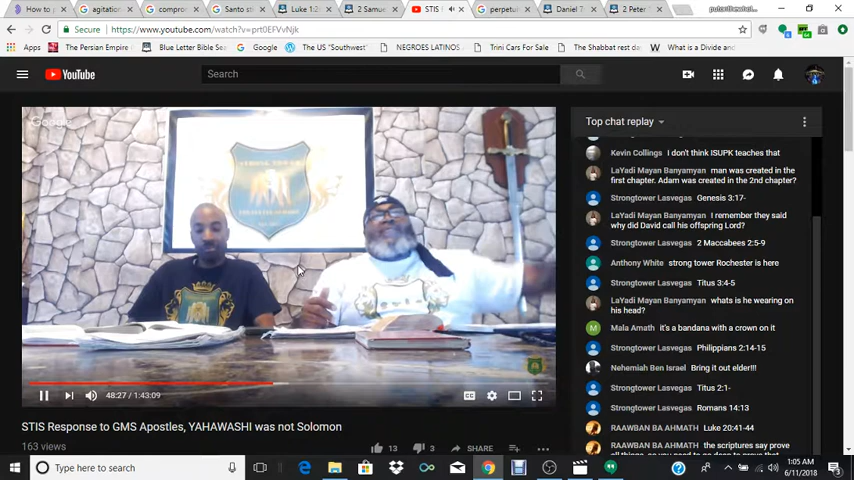 How to
agitation
compron
Santo sti
Luke 1:2
2 Samue
STIS
perpetu
Daniel 7
2 Peter
Secure
https://www.youtube.com/watch?v=prt0EFVvNjk
The Persian Empire
Blue Letter Bible Sea
Google
The US "Southwest"
NEGROES LATINOS
Trini Cars For Sale
The Shabbat rest da
What is a Divide and
YouTube
Search
Google
STRONG TOWER
Top chat replay
Kevin Collings I don't think ISUPK teaches that
LaYadi Mayan Banyamyan man was created in the
first chapter. Adam was created in the 2nd chapter?
Strongtower Lasvegas Genesis 3:17-
LaYadi Mayan Banyamyan I remember they said
why did David call his offspring Lord?
Strongtower Lasvegas 2 Maccabees 2:5-9
Anthony White strong tower Rochester is here
Strongtower Lasvegas Titus 3:4-5
LaYadi Mayan Banyamyan whats is he wearing on
his head?
Mala Amath it's a bandana with a crown on it
Strongtower Lasvegas Philippians 2:14-15
Nehemiah Ben Israel Bring it out elder!!!
Strongtower Lasvegas Titus 2:1-
Strongtower Lasvegas Romans 14:13
RAAWBAN BA AHMATH Luke 20:41-44
RAAWBAN BA AHMATH the scriptures say prove
48:27 / 1:43:09
STIS Response to GMS Apostles, YAHAWASHI was not Solomon
163 views
13
3
SHARE
Type here to search
1:05 AM
6/11/2018